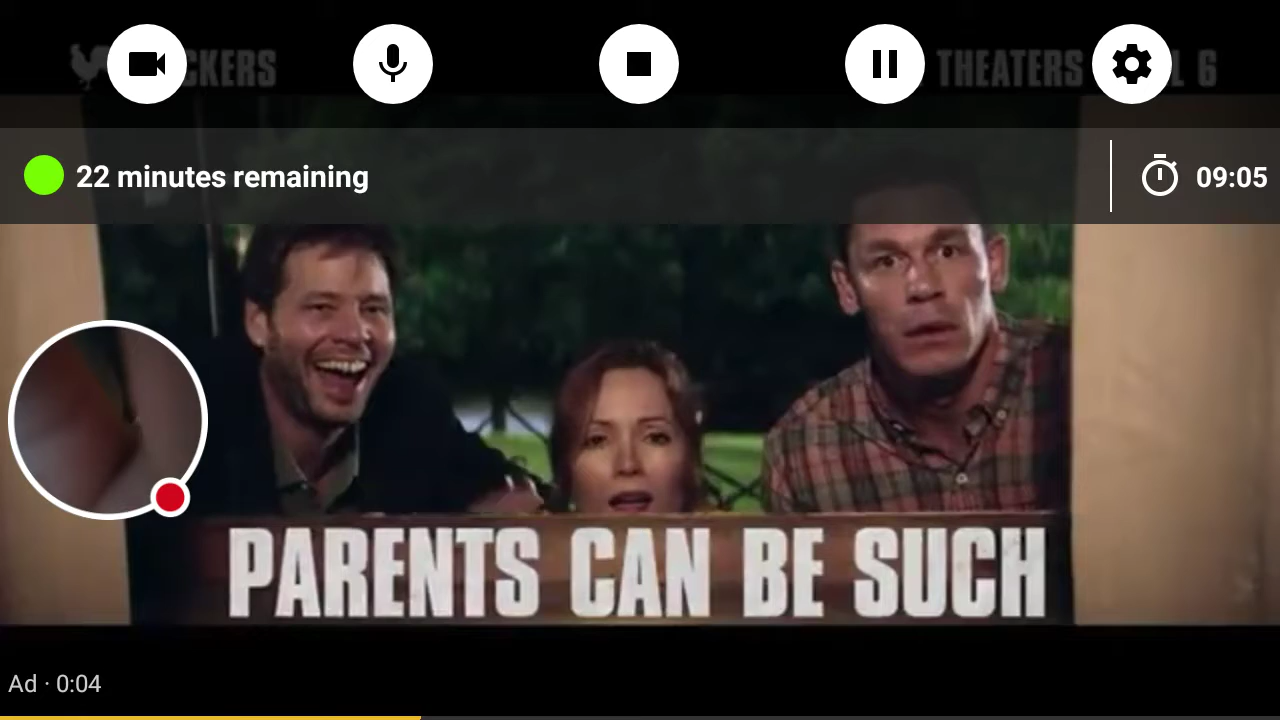 CKERS
THEATERS
L 6
22 minutes remaining
09:05
PARENTS CAN BE SUCH
Ad · 0:04